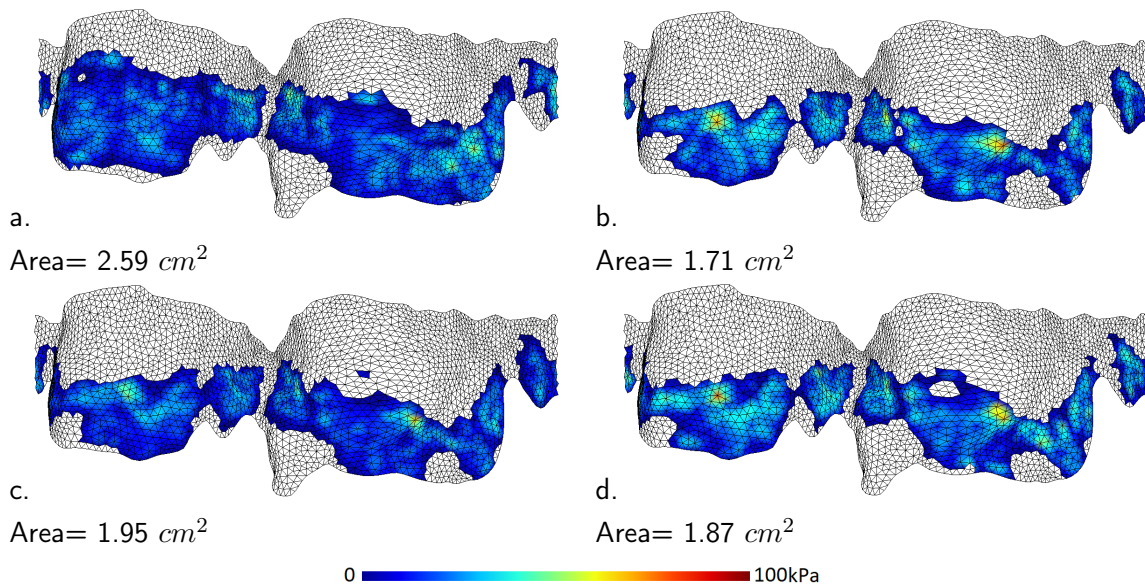 a.
Area= 2.59 cm²
b.
Area= 1.71 cm²
c.
Area= 1.95 cm²
d.
Area= 1.87 cm²
0 100kPa